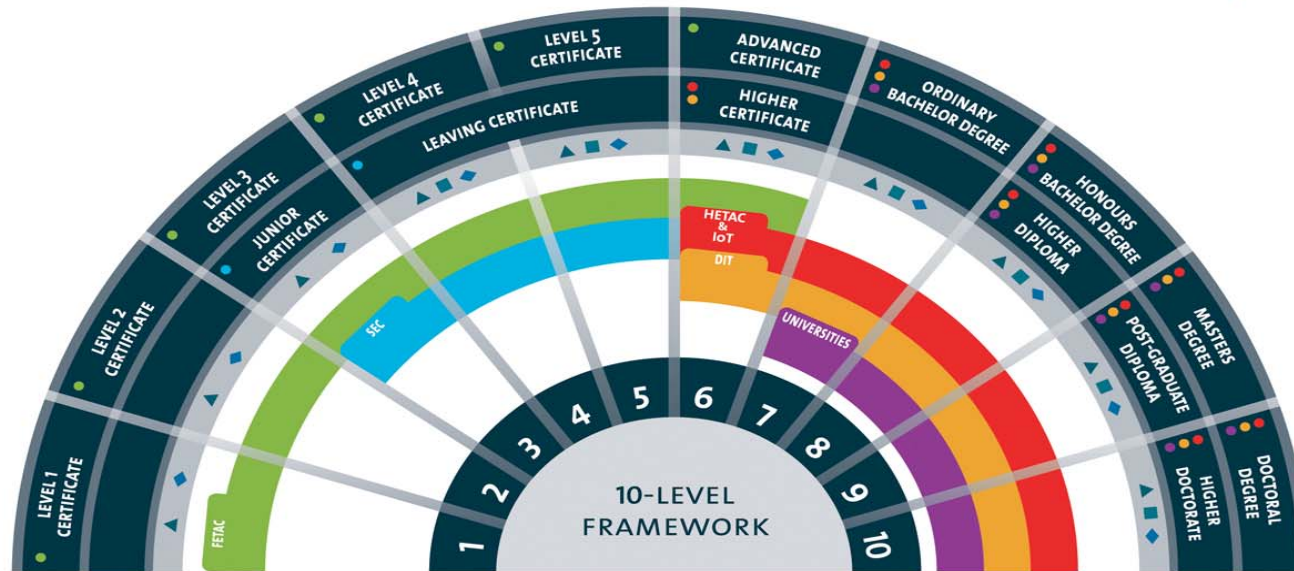 LEVEL 1
CERTIFICATE
LEVEL 2
CERTIFICATE
LEVEL 3
CERTIFICATE
LEVEL 4
CERTIFICATE
LEVEL 5
CERTIFICATE
ADVANCED
CERTIFICATE
ORDINARY
BACHELOR DEGREE
HONOURS
BACHELOR DEGREE
MASTERS
DEGREE
DOCTORAL
DEGREE
JUNIOR
CERTIFICATE
LEAVING CERTIFICATE
HIGHER
CERTIFICATE
HIGHER
DIPLOMA
POST-GRADUATE
DIPLOMA
HIGHER
DOCTORATE
FETAC
SEC
HETAC
&
IoT
DIT
UNIVERSITIES
1
2
3
4
5
6
7
8
9
10
10-LEVEL
FRAMEWORK